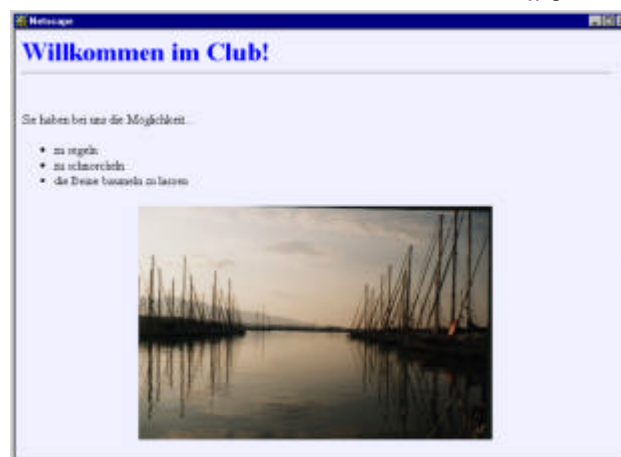 Netscape
Willkommen im Club!
Sie haben bei uns die Möglichkeit...
zu segeln
zu schnorcheln
die Beine baumeln zu lassen